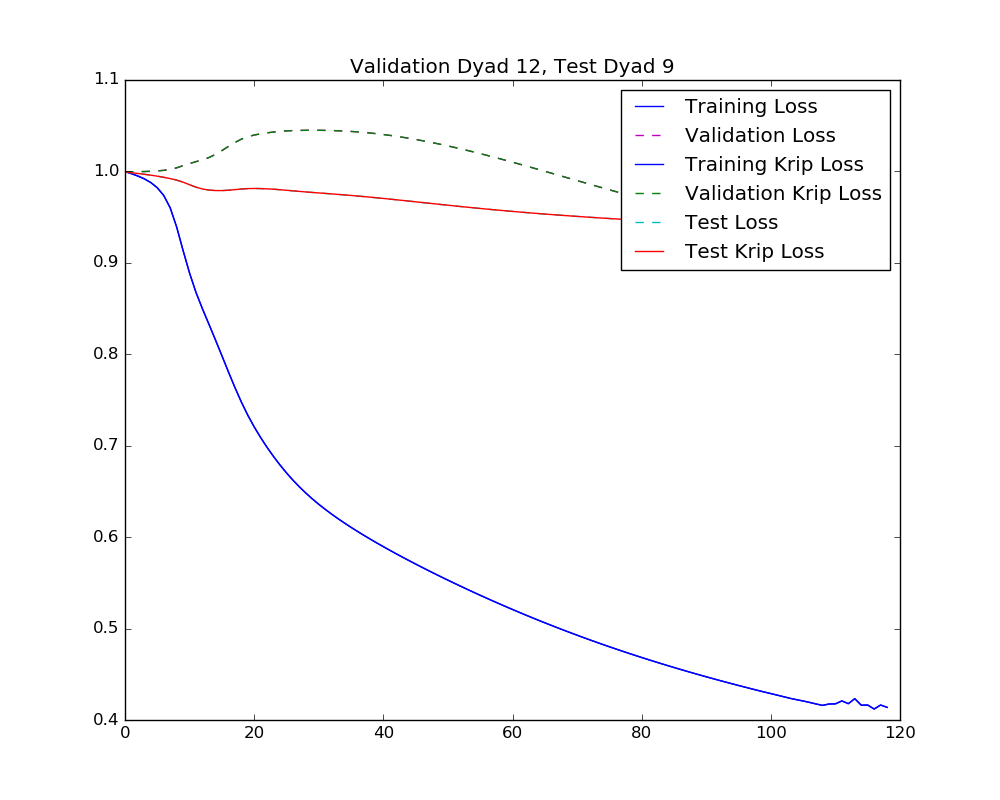 Validation Dyad 12, Test Dyad 9
1.1
1.0
0.9
0.8
0.7
0.6
0.5
0.4
Training Loss
Validation Loss
Training Krip Loss
Validation Krip Loss
Test Loss
Test Krip Loss
0 20 40 60 80 100 120